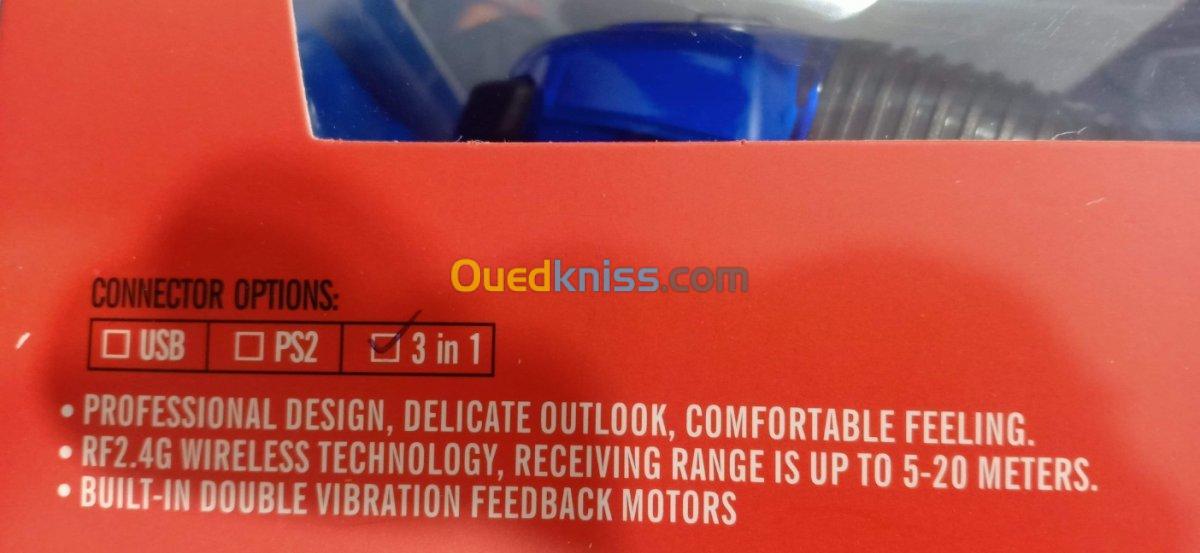 Ouedkniss.com
CONNECTOR OPTIONS:
USB PS2 3 in 1
• PROFESSIONAL DESIGN, DELICATE OUTLOOK, COMFORTABLE FEELING.
• RF2.4G WIRELESS TECHNOLOGY, RECEIVING RANGE IS UP TO 5-20 METERS.
• BUILT-IN DOUBLE VIBRATION FEEDBACK MOTORS